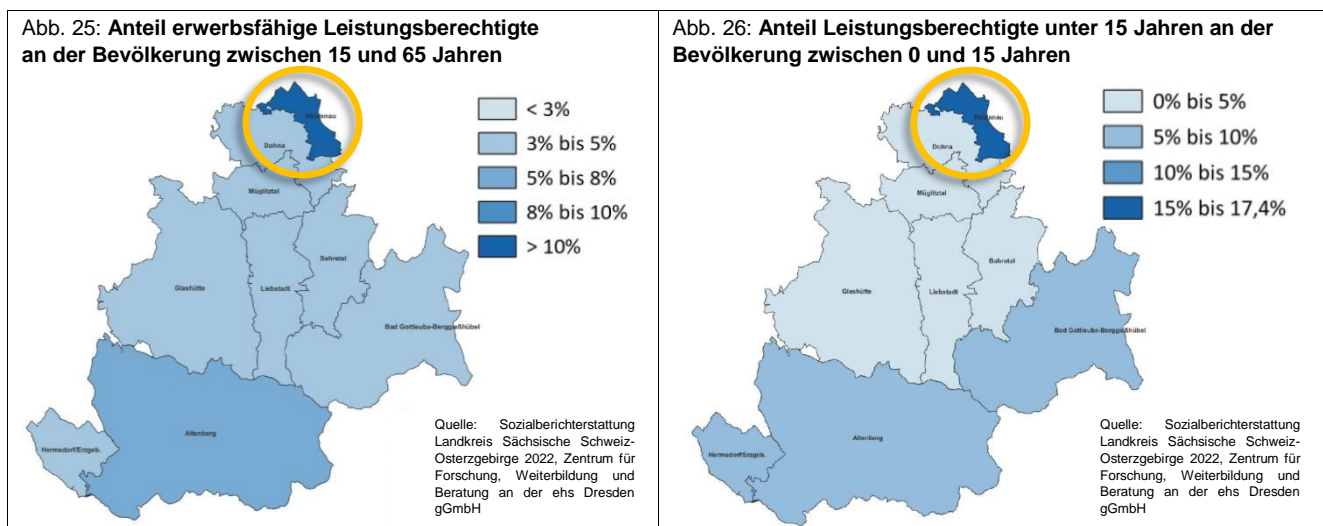 Abb. 25: Anteil erwerbsfähige Leistungsberechtigte
an der Bevölkerung zwischen 15 und 65 Jahren
< 3%
3% bis 5%
5% bis 8%
8% bis 10%
> 10%
Heidenau
Dohna
Müglitztal
Bahretal
Glashütte
Liebstadt
Bad Gottleuba-Berggießhübel
Altenberg
Hermsdorf/Erzgeb.
Quelle: Sozialberichterstattung
Landkreis Sächsische Schweiz-
Osterzgebirge 2022, Zentrum für
Forschung, Weiterbildung und
Beratung an der ehs Dresden
gGmbH
Abb. 26: Anteil Leistungsberechtigte unter 15 Jahren an der
Bevölkerung zwischen 0 und 15 Jahren
0% bis 5%
5% bis 10%
10% bis 15%
15% bis 17,4%
Heidenau
Dohna
Müglitztal
Bahretal
Glashütte
Liebstadt
Bad Gottleuba-Berggießhübel
Altenberg
Hermsdorf/Erzgeb.
Quelle: Sozialberichterstattung
Landkreis Sächsische Schweiz-
Osterzgebirge 2022, Zentrum für
Forschung, Weiterbildung und
Beratung an der ehs Dresden
gGmbH